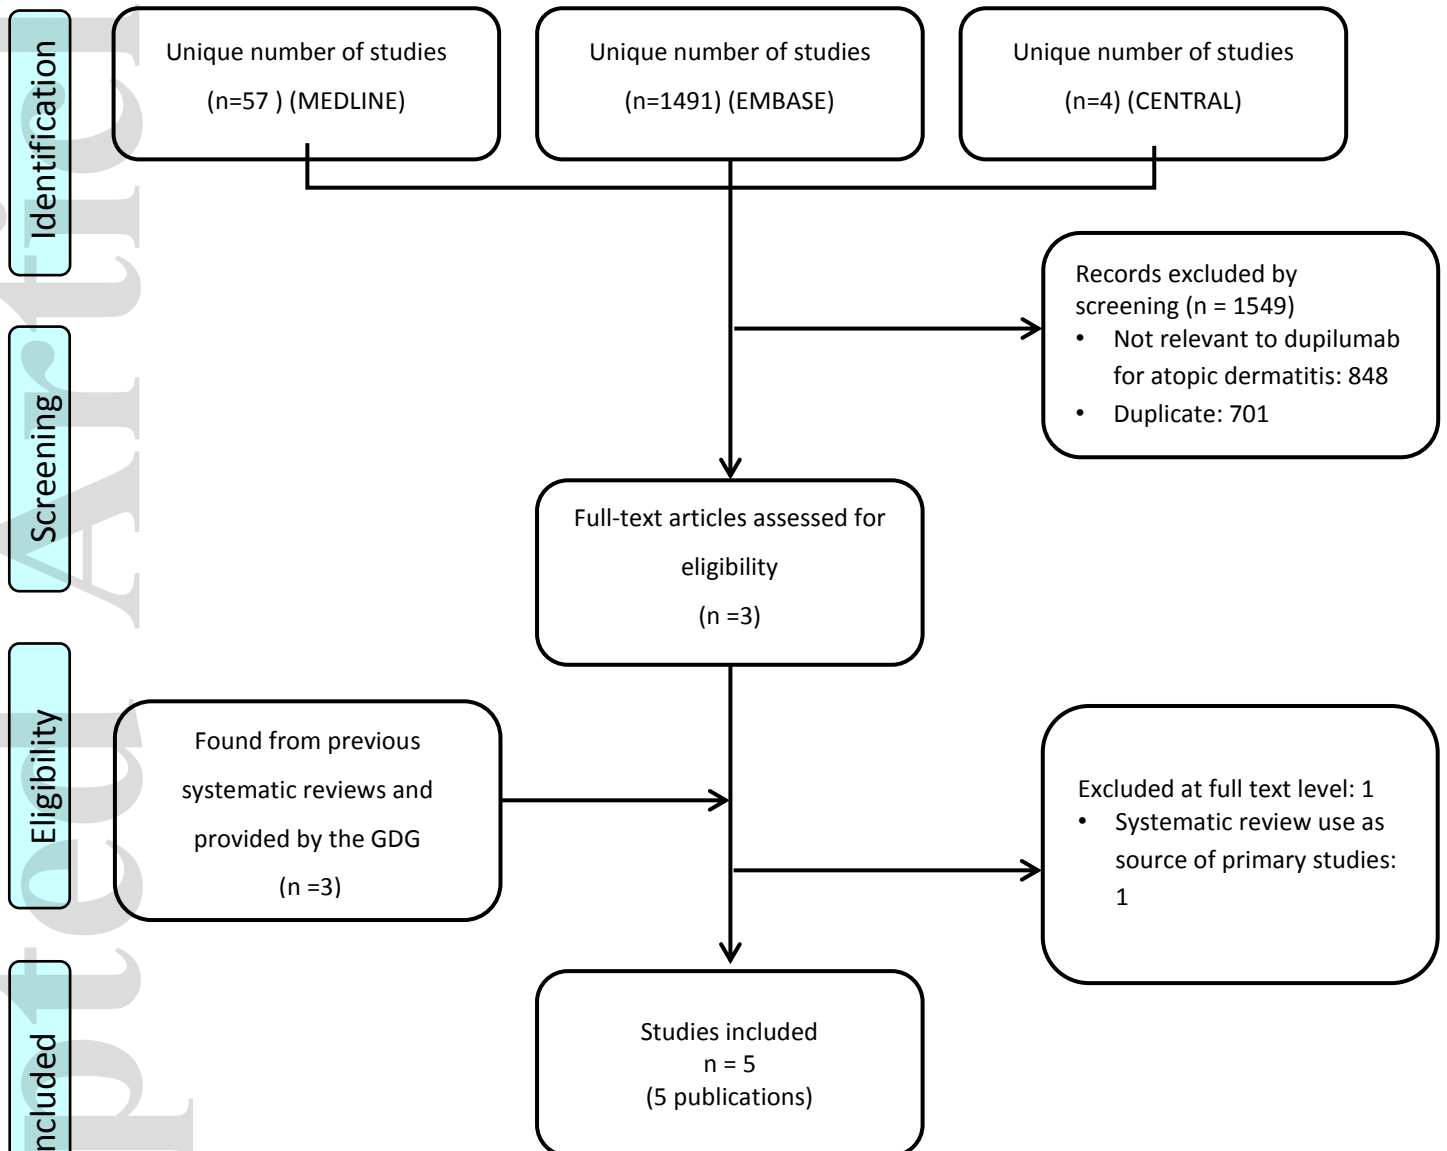 Identification
Unique number of studies
(n=57 ) (MEDLINE)
Unique number of studies
(n=1491) (EMBASE)
Unique number of studies
(n=4) (CENTRAL)
Records excluded by
screening (n = 1549)
• Not relevant to dupilumab
for atopic dermatitis: 848
• Duplicate: 701
Screening
Full-text articles assessed for
eligibility
(n =3)
Eligibility
Found from previous
systematic reviews and
provided by the GDG
(n =3)
Excluded at full text level: 1
• Systematic review use as
source of primary studies:
1
Studies included
n = 5
(5 publications)